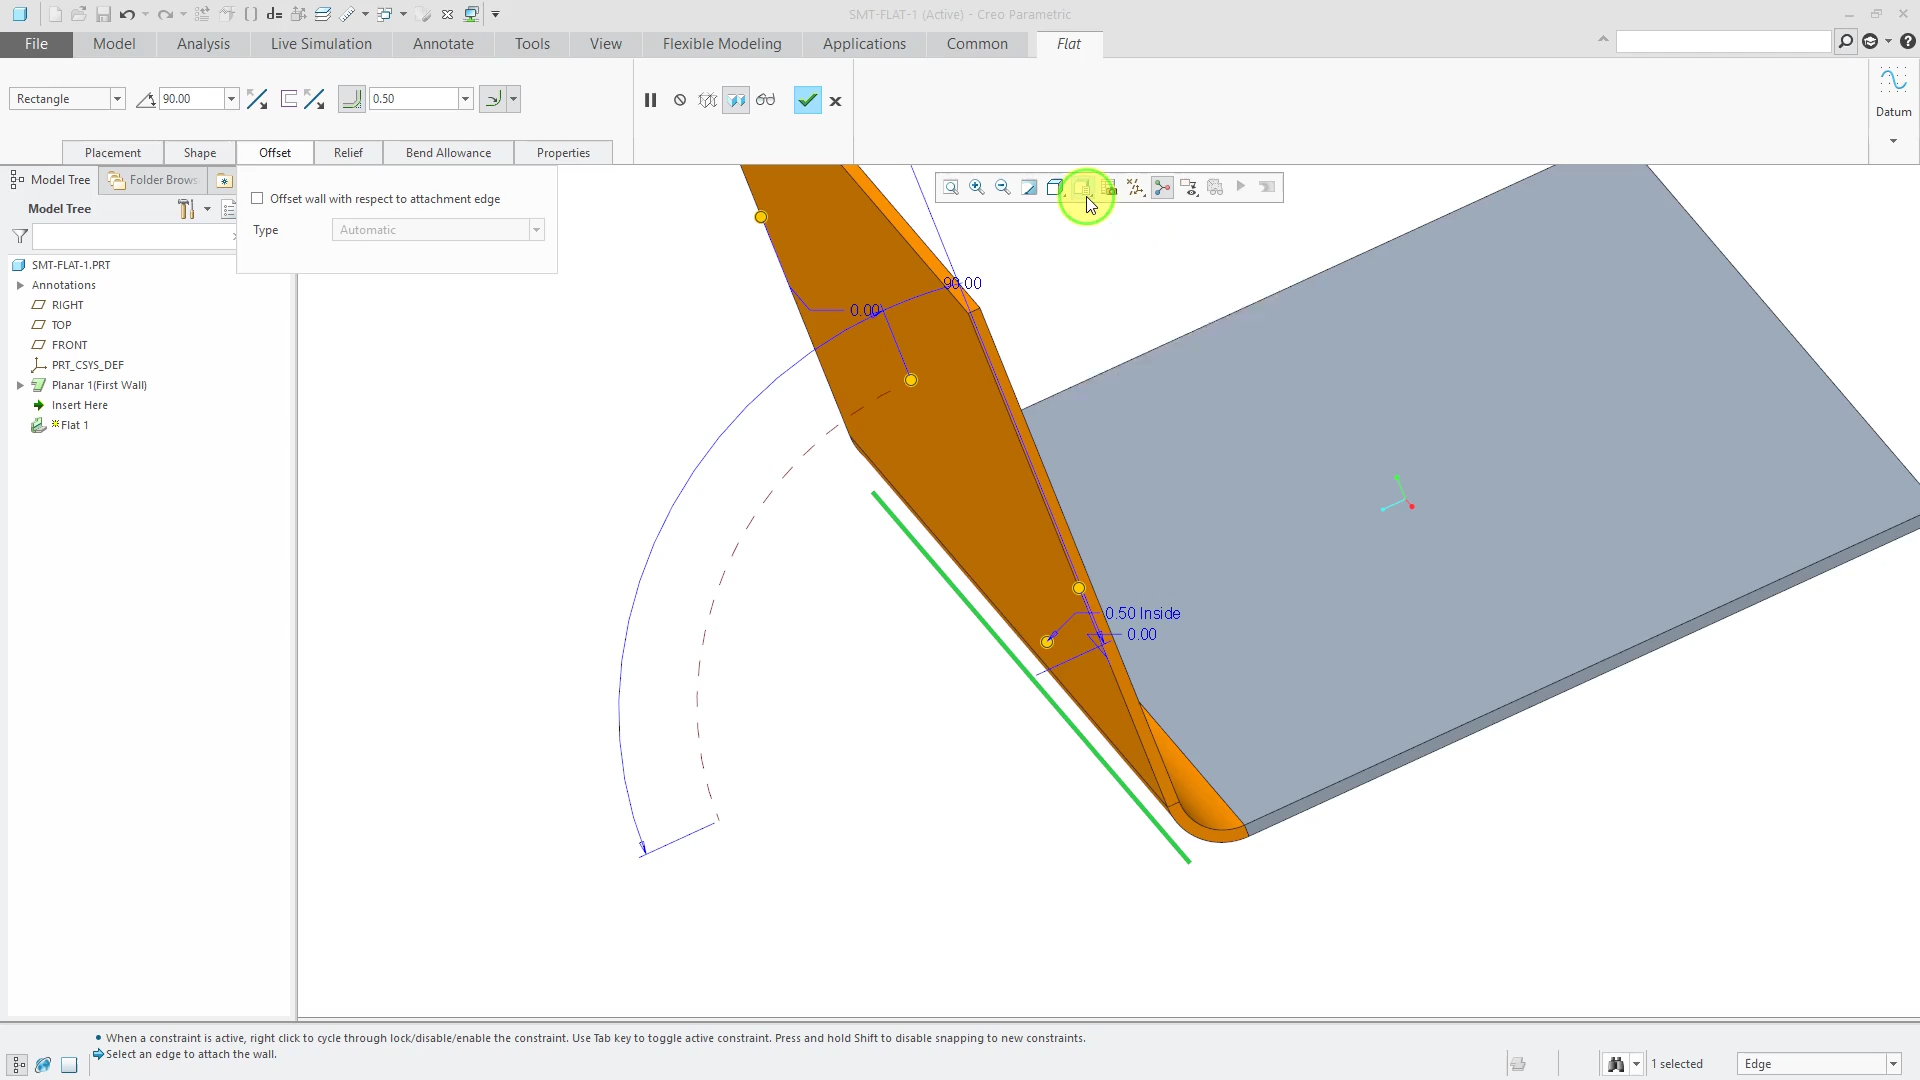 SMT-FLAT-1 (Active) - Creo Parametric
File Model Analysis Live Simulation Annotate Tools View Flexible Modeling Applications Common Flat
Rectangle 90.00 0.50
Datum
Placement Shape Offset Relief Bend Allowance Properties
Model Tree Folder Brows
Model Tree
Offset wall with respect to attachment edge
Type Automatic
SMT-FLAT-1.PRT
Annotations
RIGHT
TOP
FRONT
PRT_CSYS_DEF
Planar 1(First Wall)
Insert Here
Flat 1
90.00
0.00
0.50 Inside
0.00
When a constraint is active, right click to cycle through lock/disable/enable the constraint. Use Tab key to toggle active constraint. Press and hold Shift to disable snapping to new constraints.
Select an edge to attach the wall.
1 selected Edge